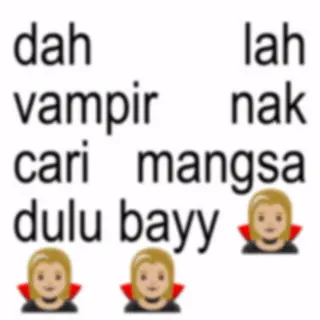 dah lah
vampir nak
cari mangsa
dulu bayy 🧛🏼‍♀️
🧛🏼‍♀️ 🧛🏼‍♀️